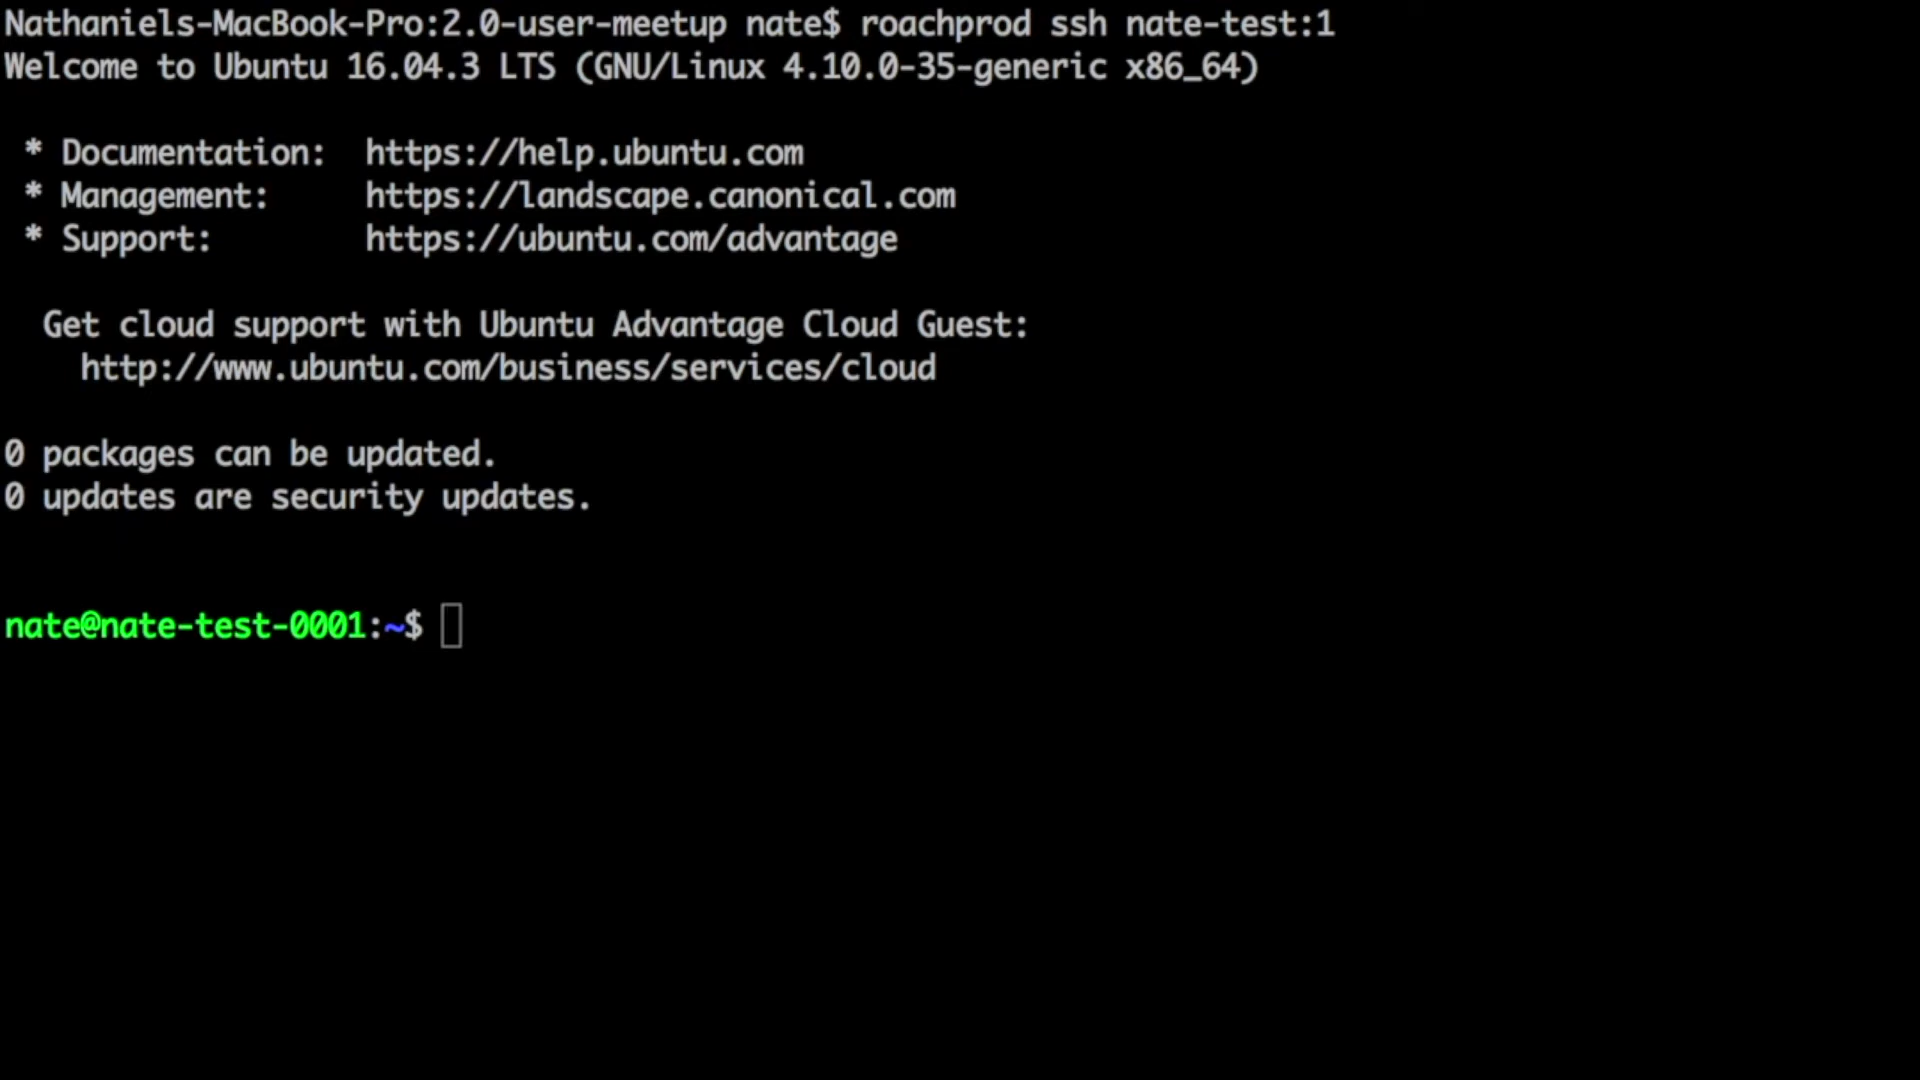 Nathaniels-MacBook-Pro:2.0-user-meetup nate$ roachprod ssh nate-test:1
Welcome to Ubuntu 16.04.3 LTS (GNU/Linux 4.10.0-35-generic x86_64)
* Documentation:  https://help.ubuntu.com
* Management:     https://landscape.canonical.com
* Support:        https://ubuntu.com/advantage
Get cloud support with Ubuntu Advantage Cloud Guest:
http://www.ubuntu.com/business/services/cloud
0 packages can be updated.
0 updates are security updates.
nate@nate-test-0001:~$